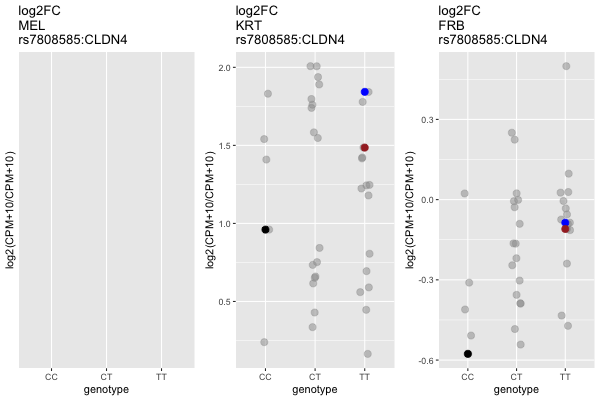 log2FC
MEL
rs7808585:CLDN4
log2(CPM+10/CPM+10)
CC CT TT
genotype
log2FC
KRT
rs7808585:CLDN4
log2(CPM+10/CPM+10)
2.0
1.5
1.0
0.5
CC CT TT
genotype
log2FC
FRB
rs7808585:CLDN4
log2(CPM+10/CPM+10)
0.3
0.0
-0.3
-0.6
CC CT TT
genotype